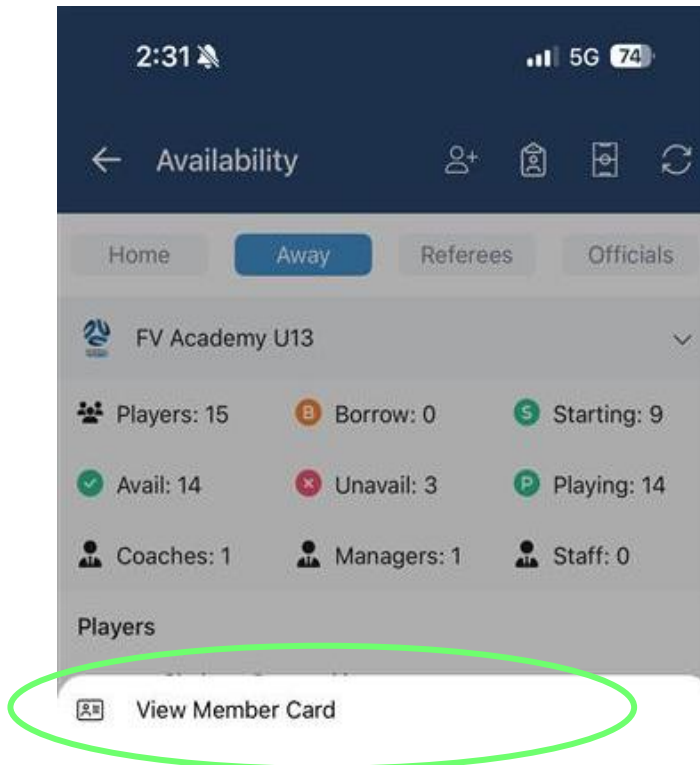 2:31 5G 74
Availability
Home Away Referees Officials
FV Academy U13
Players: 15 B Borrow: 0 S Starting: 9
Avail: 14 Unavail: 3 P Playing: 14
Coaches: 1 Managers: 1 Staff: 0
Players
View Member Card